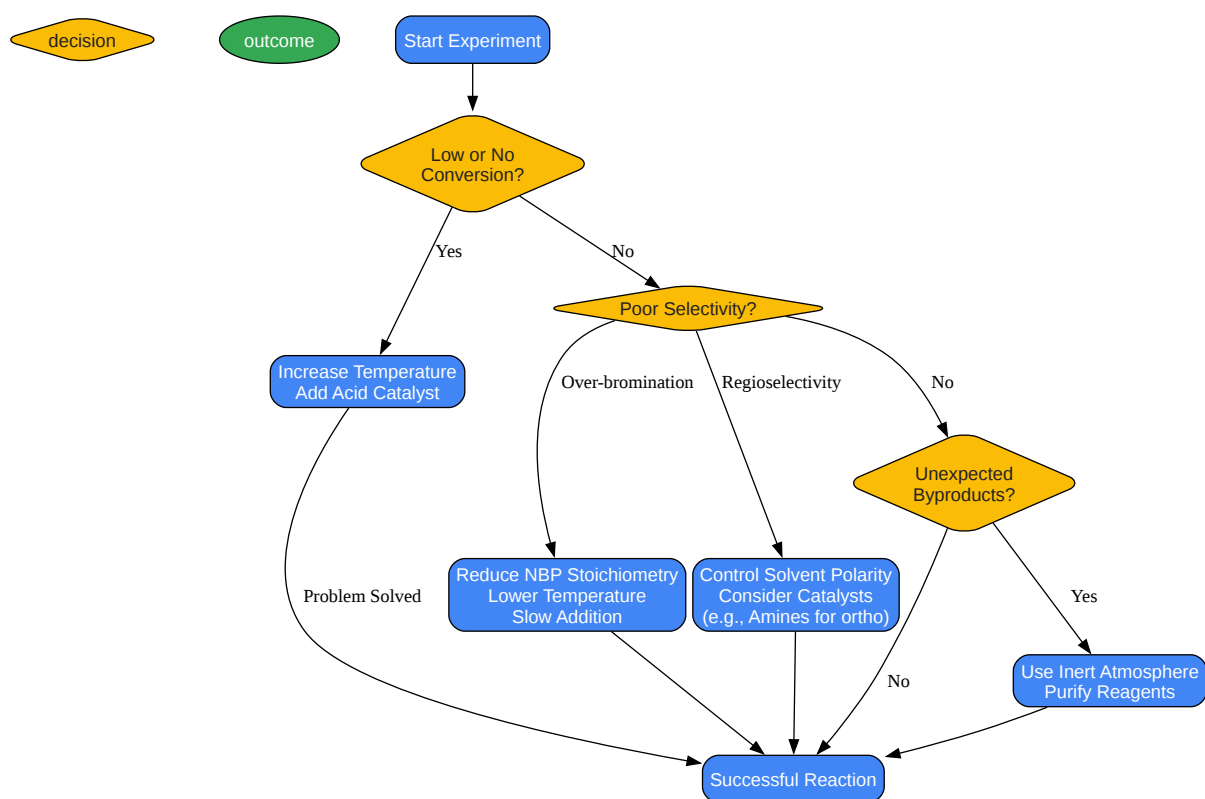 decision
outcome
Start Experiment
Low or No
Conversion?
Yes
No
Poor Selectivity?
Increase Temperature
Add Acid Catalyst
Over-bromination
Regioselectivity
No
Unexpected
Byproducts?
Problem Solved
Reduce NBP Stoichiometry
Lower Temperature
Slow Addition
Control Solvent Polarity
Consider Catalysts
(e.g., Amines for ortho)
Yes
No
Use Inert Atmosphere
Purify Reagents
Successful Reaction